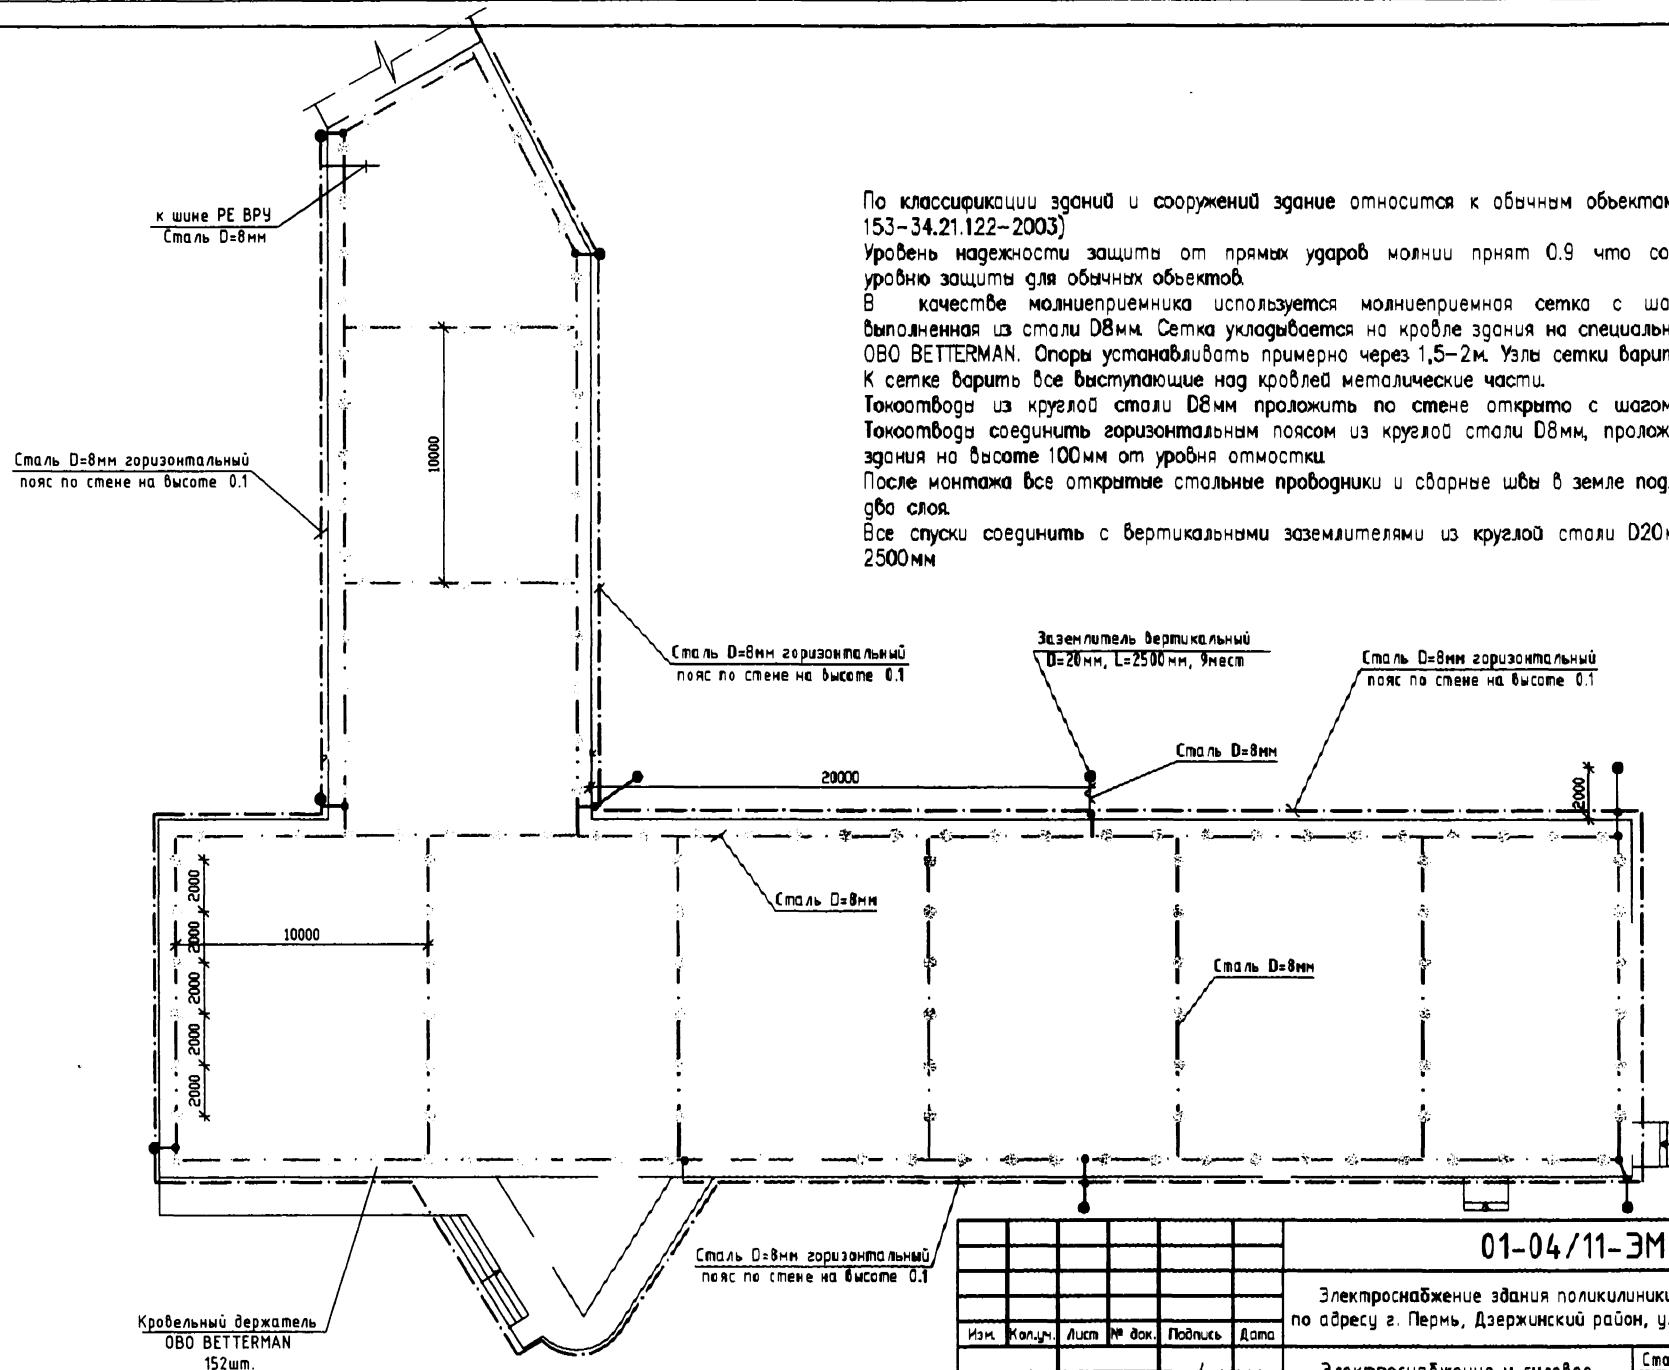 По классификации зданий и сооружений здание относится к обычным объектам
153-34.21.122-2003)
Уровень надежности защиты от прямых ударов молнии прнят 0.9 что со
уровню защиты для обычных объектов.
В качестве молниеприемника используется молниеприемная сетка с ша
выполненная из стали D8мм. Сетка укладывается на кровле здания на специальн
OBO BETTERMAN. Опоры устанавливать примерно через 1,5-2м. Узлы сетки варит
К сетке варить все выступающие над кровлей металические части.
Токоотводы из круглой стали D8мм проложить по стене открыто с шагом
Токоотводы соединить горизонтальным поясом из круглой стали D8мм, пролож
здания на высоте 100мм от уровня отмостки
После монтажа все открытые стальные проводники и сварные швы в земле под
два слоя.
Все спуски соединить с вертикальными заземлителями из круглой стали D20м
2500мм
к шине РЕ ВРУ
Сталь D=8мм
10000
Сталь D=8мм горизонтальный
пояс по стене на высоте 0.1
Сталь D=8мм горизонтальный
пояс по стене на высоте 0.1
Заземлитель вертикальный
D=20мм, L=2500мм, 9мест
Сталь D=8мм горизонтальный
пояс по стене на высоте 0.1
Сталь D=8мм
20000
2000
Сталь D=8мм
2000
2000
2000
2000
2000
10000
Сталь D=8мм
Сталь D=8мм горизонтальный
пояс по стене на высоте 0.1
Кровельный держатель
OBO BETTERMAN
152шт.
01-04/11-ЭМ
Электроснабжение здания поликилиники
по адресу г. Пермь, Дзержинский район, у
Изм. Кол.уч. Лист № док. Подпись Дата
Электроснабжение и силовое
Ста